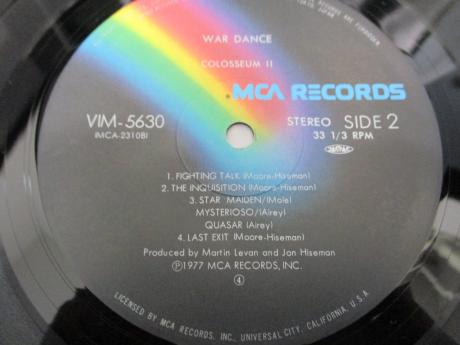 WAR DANCE
COLOSSEUM II
MCA RECORDS
VIM-5630
(MCA-2310B)
STEREO SIDE 2
33 1/3 RPM
1. FIGHTING TALK (Moore-Hiseman)
2. THE INQUISITION (Moore-Hiseman)
3. STAR MAIDEN/(Mole)
MYSTERIOSO/(Airey)
QUASAR (Airey)
4. LAST EXIT (Moore-Hiseman)
Produced by Martin Levan and Jon Hiseman
Ⓟ1977 MCA RECORDS, INC.
④
LICENSED BY MCA RECORDS, INC., UNIVERSAL CITY, CALIFORNIA, U.S.A.